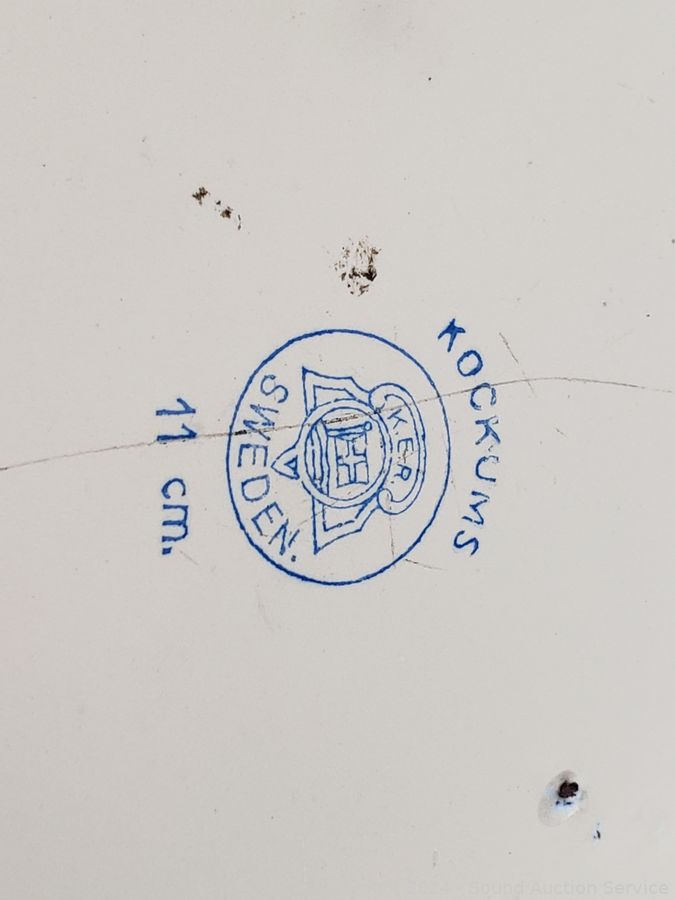 KOCKUMS
K.E.R.
SWEDEN.
11 cm.
2024 - Sound Auction Service